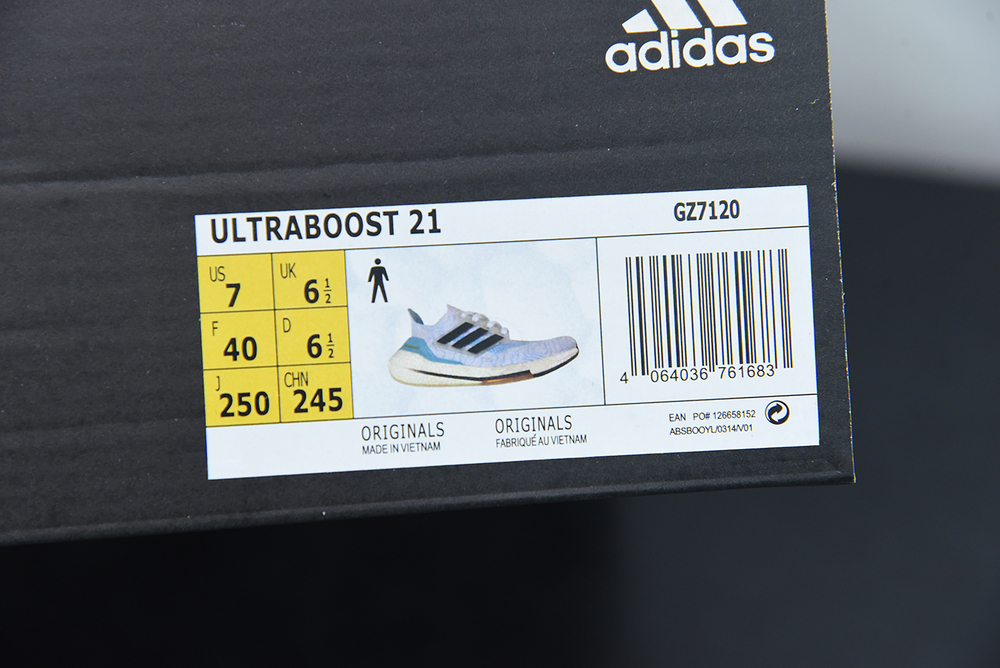 adidas
ULTRABOOST 21
GZ7120
US 7
UK 6 1/2
F 40
D 6 1/2
J 250
CHN 245
4 064036 761683
ORIGINALS
MADE IN VIETNAM
ORIGINALS
FABRIQUÉ AU VIETNAM
EAN PO# 126658152
ABSBOOYL/0314/V01